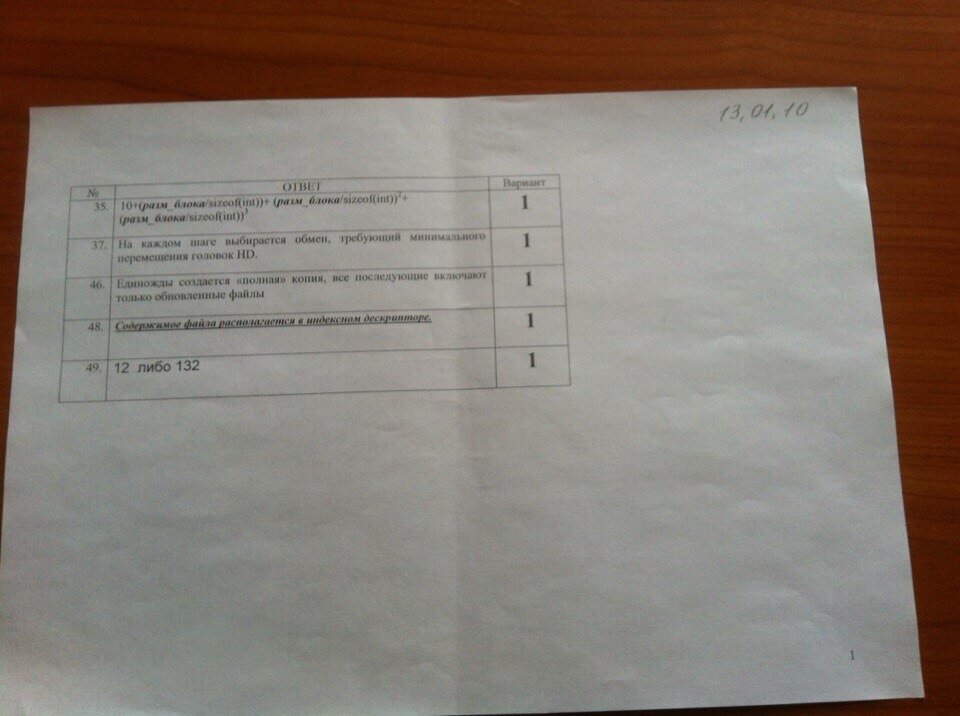 13.01.10
№ ОТВЕТ Вариант
35. 10+(разм_блока/sizeof(int))+ (разм_блока/sizeof(int))²+ 1
(разм_блока/sizeof(int))³
37. На каждом шаге выбирается обмен, требующий минимального 1
перемещения головок HD.
46. Единожды создается «полная» копия, все последующие включают 1
только обновленные файлы
48. Содержимое файла располагается в индексном дескрипторе. 1
49. 12 либо 132 1
1